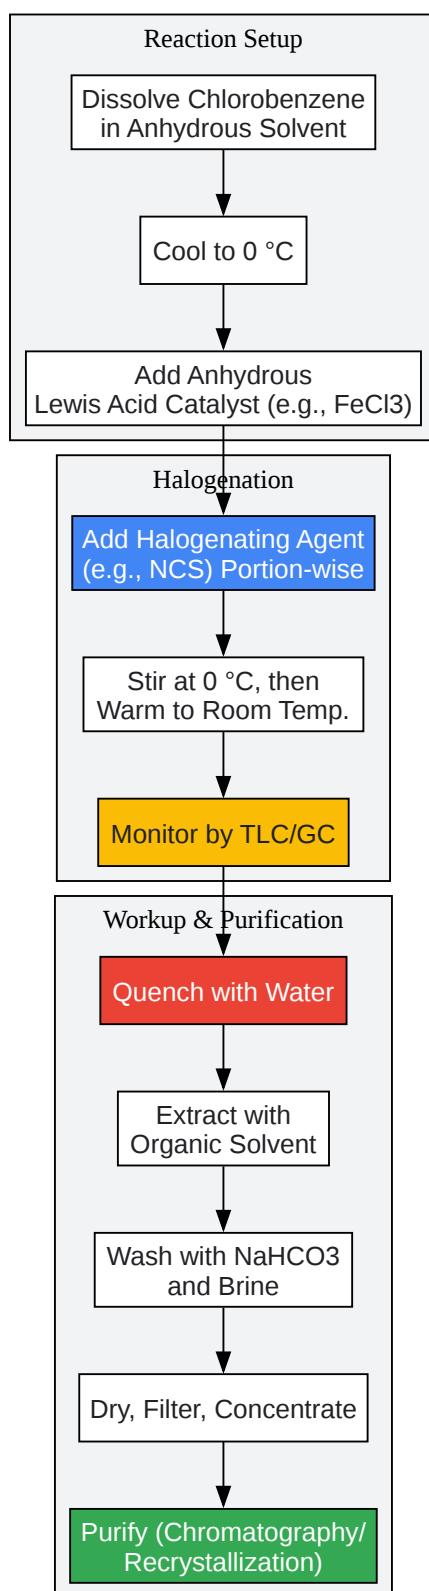 Reaction Setup
Dissolve Chlorobenzene
in Anhydrous Solvent
Cool to 0 °C
Add Anhydrous
Lewis Acid Catalyst (e.g., FeCl3)
Halogenation
Add Halogenating Agent
(e.g., NCS) Portion-wise
Stir at 0 °C, then
Warm to Room Temp.
Monitor by TLC/GC
Workup & Purification
Quench with Water
Extract with
Organic Solvent
Wash with NaHCO3
and Brine
Dry, Filter, Concentrate
Purify (Chromatography/
Recrystallization)